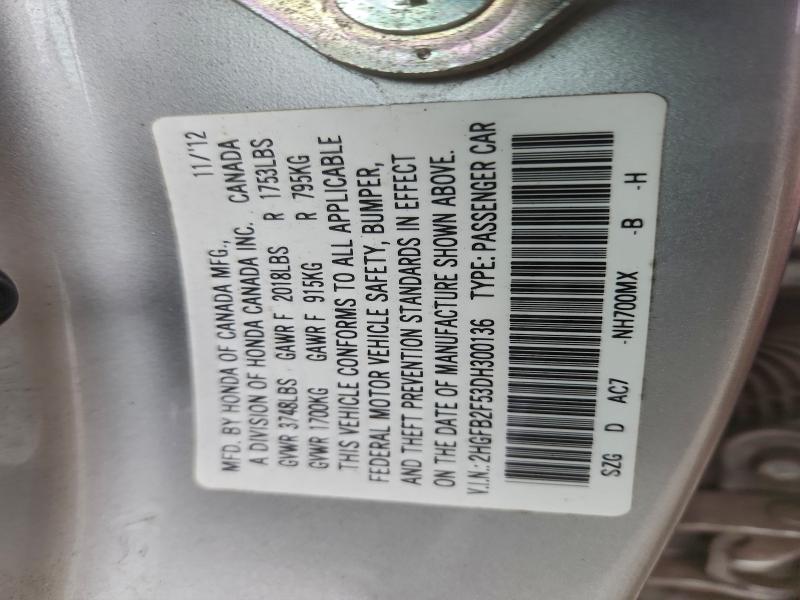 MFD. BY HONDA OF CANADA MFG., 11/'12
A DIVISION OF HONDA CANADA INC. CANADA
GVWR 3748LBS GAWR F 2018LBS R 1753LBS
GVWR 1700KG GAWR F 915KG R 795KG
THIS VEHICLE CONFORMS TO ALL APPLICABLE
FEDERAL MOTOR VEHICLE SAFETY, BUMPER,
AND THEFT PREVENTION STANDARDS IN EFFECT
ON THE DATE OF MANUFACTURE SHOWN ABOVE.
V.I.N.: 2HGFB2F53DH300136 TYPE: PASSENGER CAR
SZG D AC7 -NH700MX -B -H